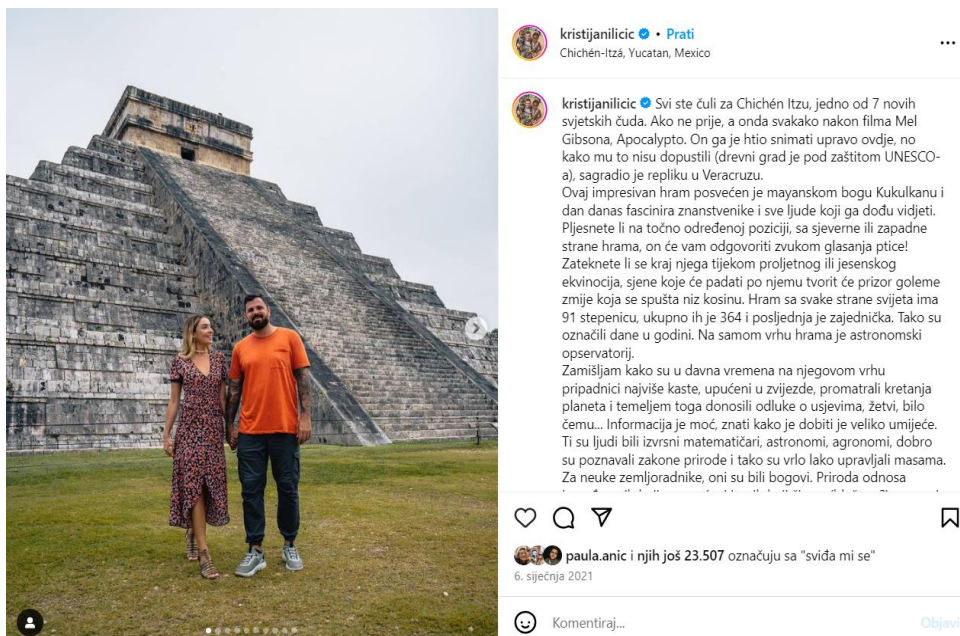 kristijanilicic • Prati
Chichén-Itzá, Yucatan, Mexico
kristijanilicic Svi ste čuli za Chichén Itzu, jedno od 7 novih
svjetskih čuda. Ako ne prije, a onda svakako nakon filma Mel
Gibsona, Apocalypto. On ga je htio snimati upravo ovdje, no
kako mu to nisu dopustili (drevni grad je pod zaštitom UNESCO-
a), sagradio je repliku u Veracruzu.
Ovaj impresivan hram posvećen je mayanskom bogu Kukulkanu i
dan danas fascinira znanstvenike i sve ljude koji ga dođu vidjeti.
Pljesnete li na točno određenoj poziciji, sa sjeverne ili zapadne
strane hrama, on će vam odgovoriti zvukom glasanja ptice!
Zateknete li se kraj njega tijekom proljetnog ili jesenskog
ekvinocija, sjene koje će padati po njemu tvorit će prizor goleme
zmije koja se spušta niz kosinu. Hram sa svake strane svijeta ima
91 stepenicu, ukupno ih je 364 i posljednja je zajednička. Tako su
označili dane u godini. Na samom vrhu hrama je astronomski
opservatorij.
Zamišljam kako su u davna vremena na njegovom vrhu
pripadnici najviše kaste, upućeni u zvijezde, promatrali kretanja
planeta i temeljem toga donosili odluke o usjevima, žetvi, bilo
čemu... Informacija je moć, znati kako je dobiti je veliko umijeće.
Ti su ljudi bili izvrsni matematičari, astronomi, agronomi, dobro
su poznavali zakone prirode i tako su vrlo lako upravljali masama.
Za neuke zemljoradnike, oni su bili bogovi. Priroda odnosa
paula.anic i njih još 23.507 označuju sa "sviđa mi se"
6. siječnja 2021
Komentiraj...
Objavi